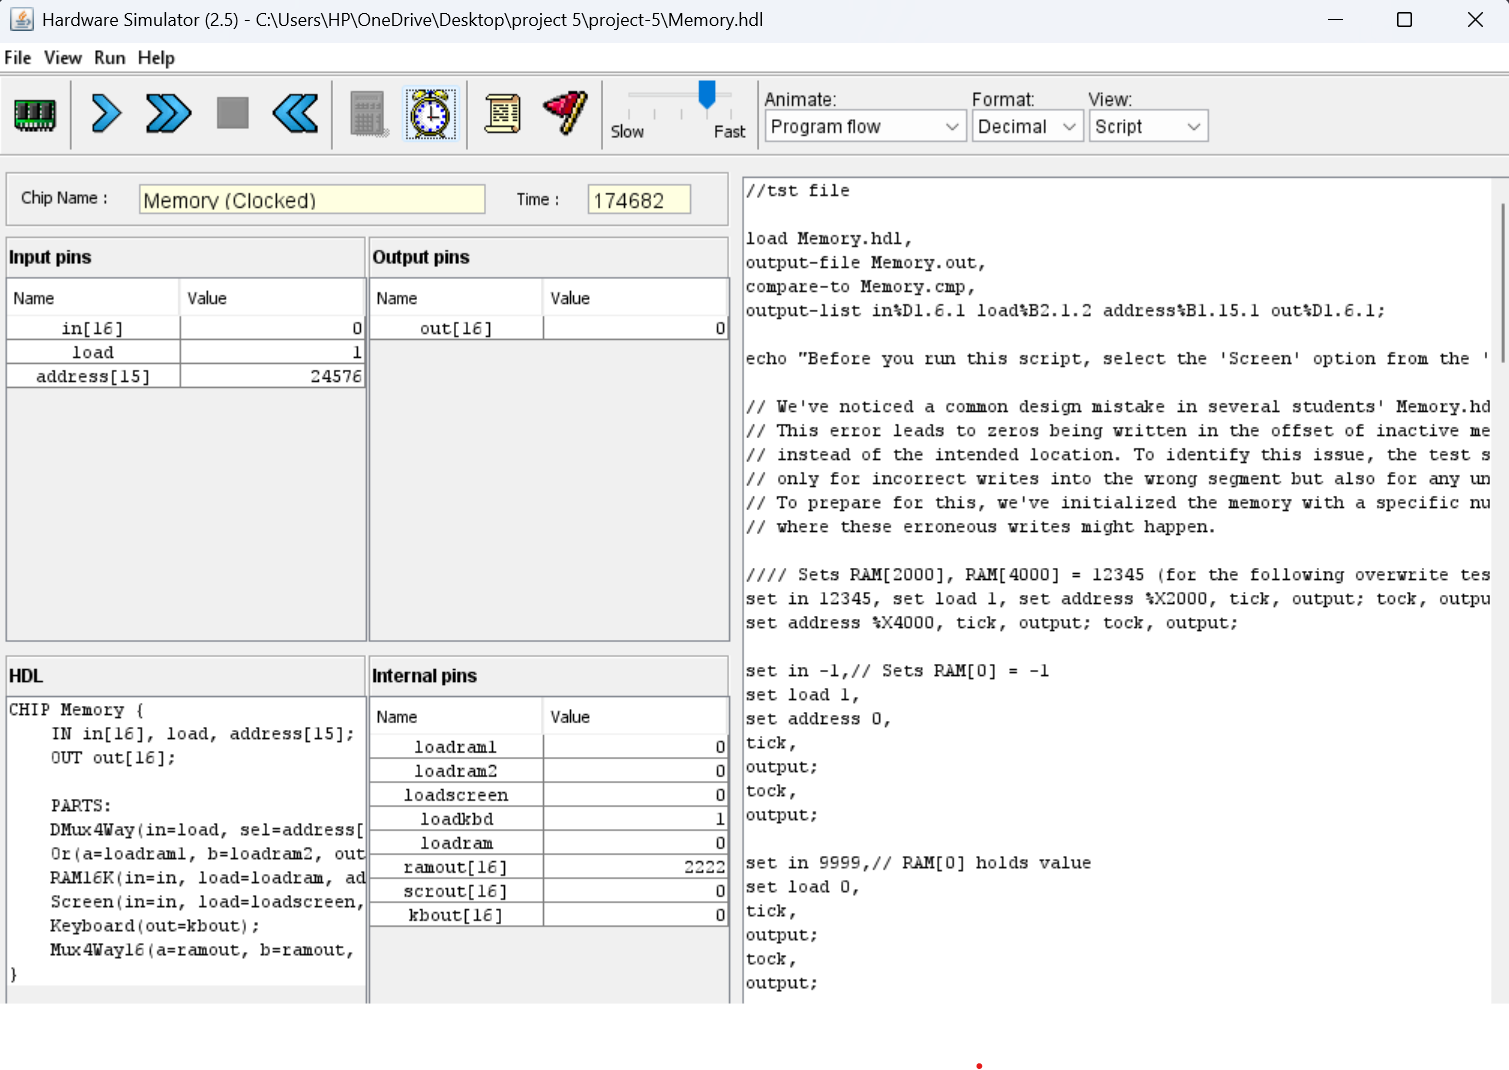 Hardware Simulator (2.5) - C:\Users\HP\OneDrive\Desktop\project 5\project-5\Memory.hdl
File View Run Help
Slow Fast
Animate: Format: View:
Program flow Decimal Script
Chip Name : Memory (Clocked) Time : 174682
Input pins
Name Value
in[16] 0
load 1
address[15] 24576
Output pins
Name Value
out[16] 0
HDL
CHIP Memory {
IN in[16], load, address[15];
OUT out[16];
PARTS:
DMux4Way(in=load, sel=address[
Or(a=loadram1, b=loadram2, out
RAM16K(in=in, load=loadram, ad
Screen(in=in, load=loadscreen,
Keyboard(out=kbout);
Mux4Way16(a=ramout, b=ramout,
}
Internal pins
Name Value
loadram1 0
loadram2 0
loadscreen 0
loadkbd 1
loadram 0
ramout[16] 2222
scrout[16] 0
kbout[16] 0
//tst file
load Memory.hdl,
output-file Memory.out,
compare-to Memory.cmp,
output-list in%D1.6.1 load%B2.1.2 address%B1.15.1 out%D1.6.1;
echo "Before you run this script, select the 'Screen' option from the '
// We've noticed a common design mistake in several students' Memory.hd
// This error leads to zeros being written in the offset of inactive me
// instead of the intended location. To identify this issue, the test s
// only for incorrect writes into the wrong segment but also for any un
// To prepare for this, we've initialized the memory with a specific nu
// where these erroneous writes might happen.
//// Sets RAM[2000], RAM[4000] = 12345 (for the following overwrite tes
set in 12345, set load 1, set address %X2000, tick, output; tock, outpu
set address %X4000, tick, output; tock, output;
set in -1,// Sets RAM[0] = -1
set load 1,
set address 0,
tick,
output;
tock,
output;
set in 9999,// RAM[0] holds value
set load 0,
tick,
output;
tock,
output;